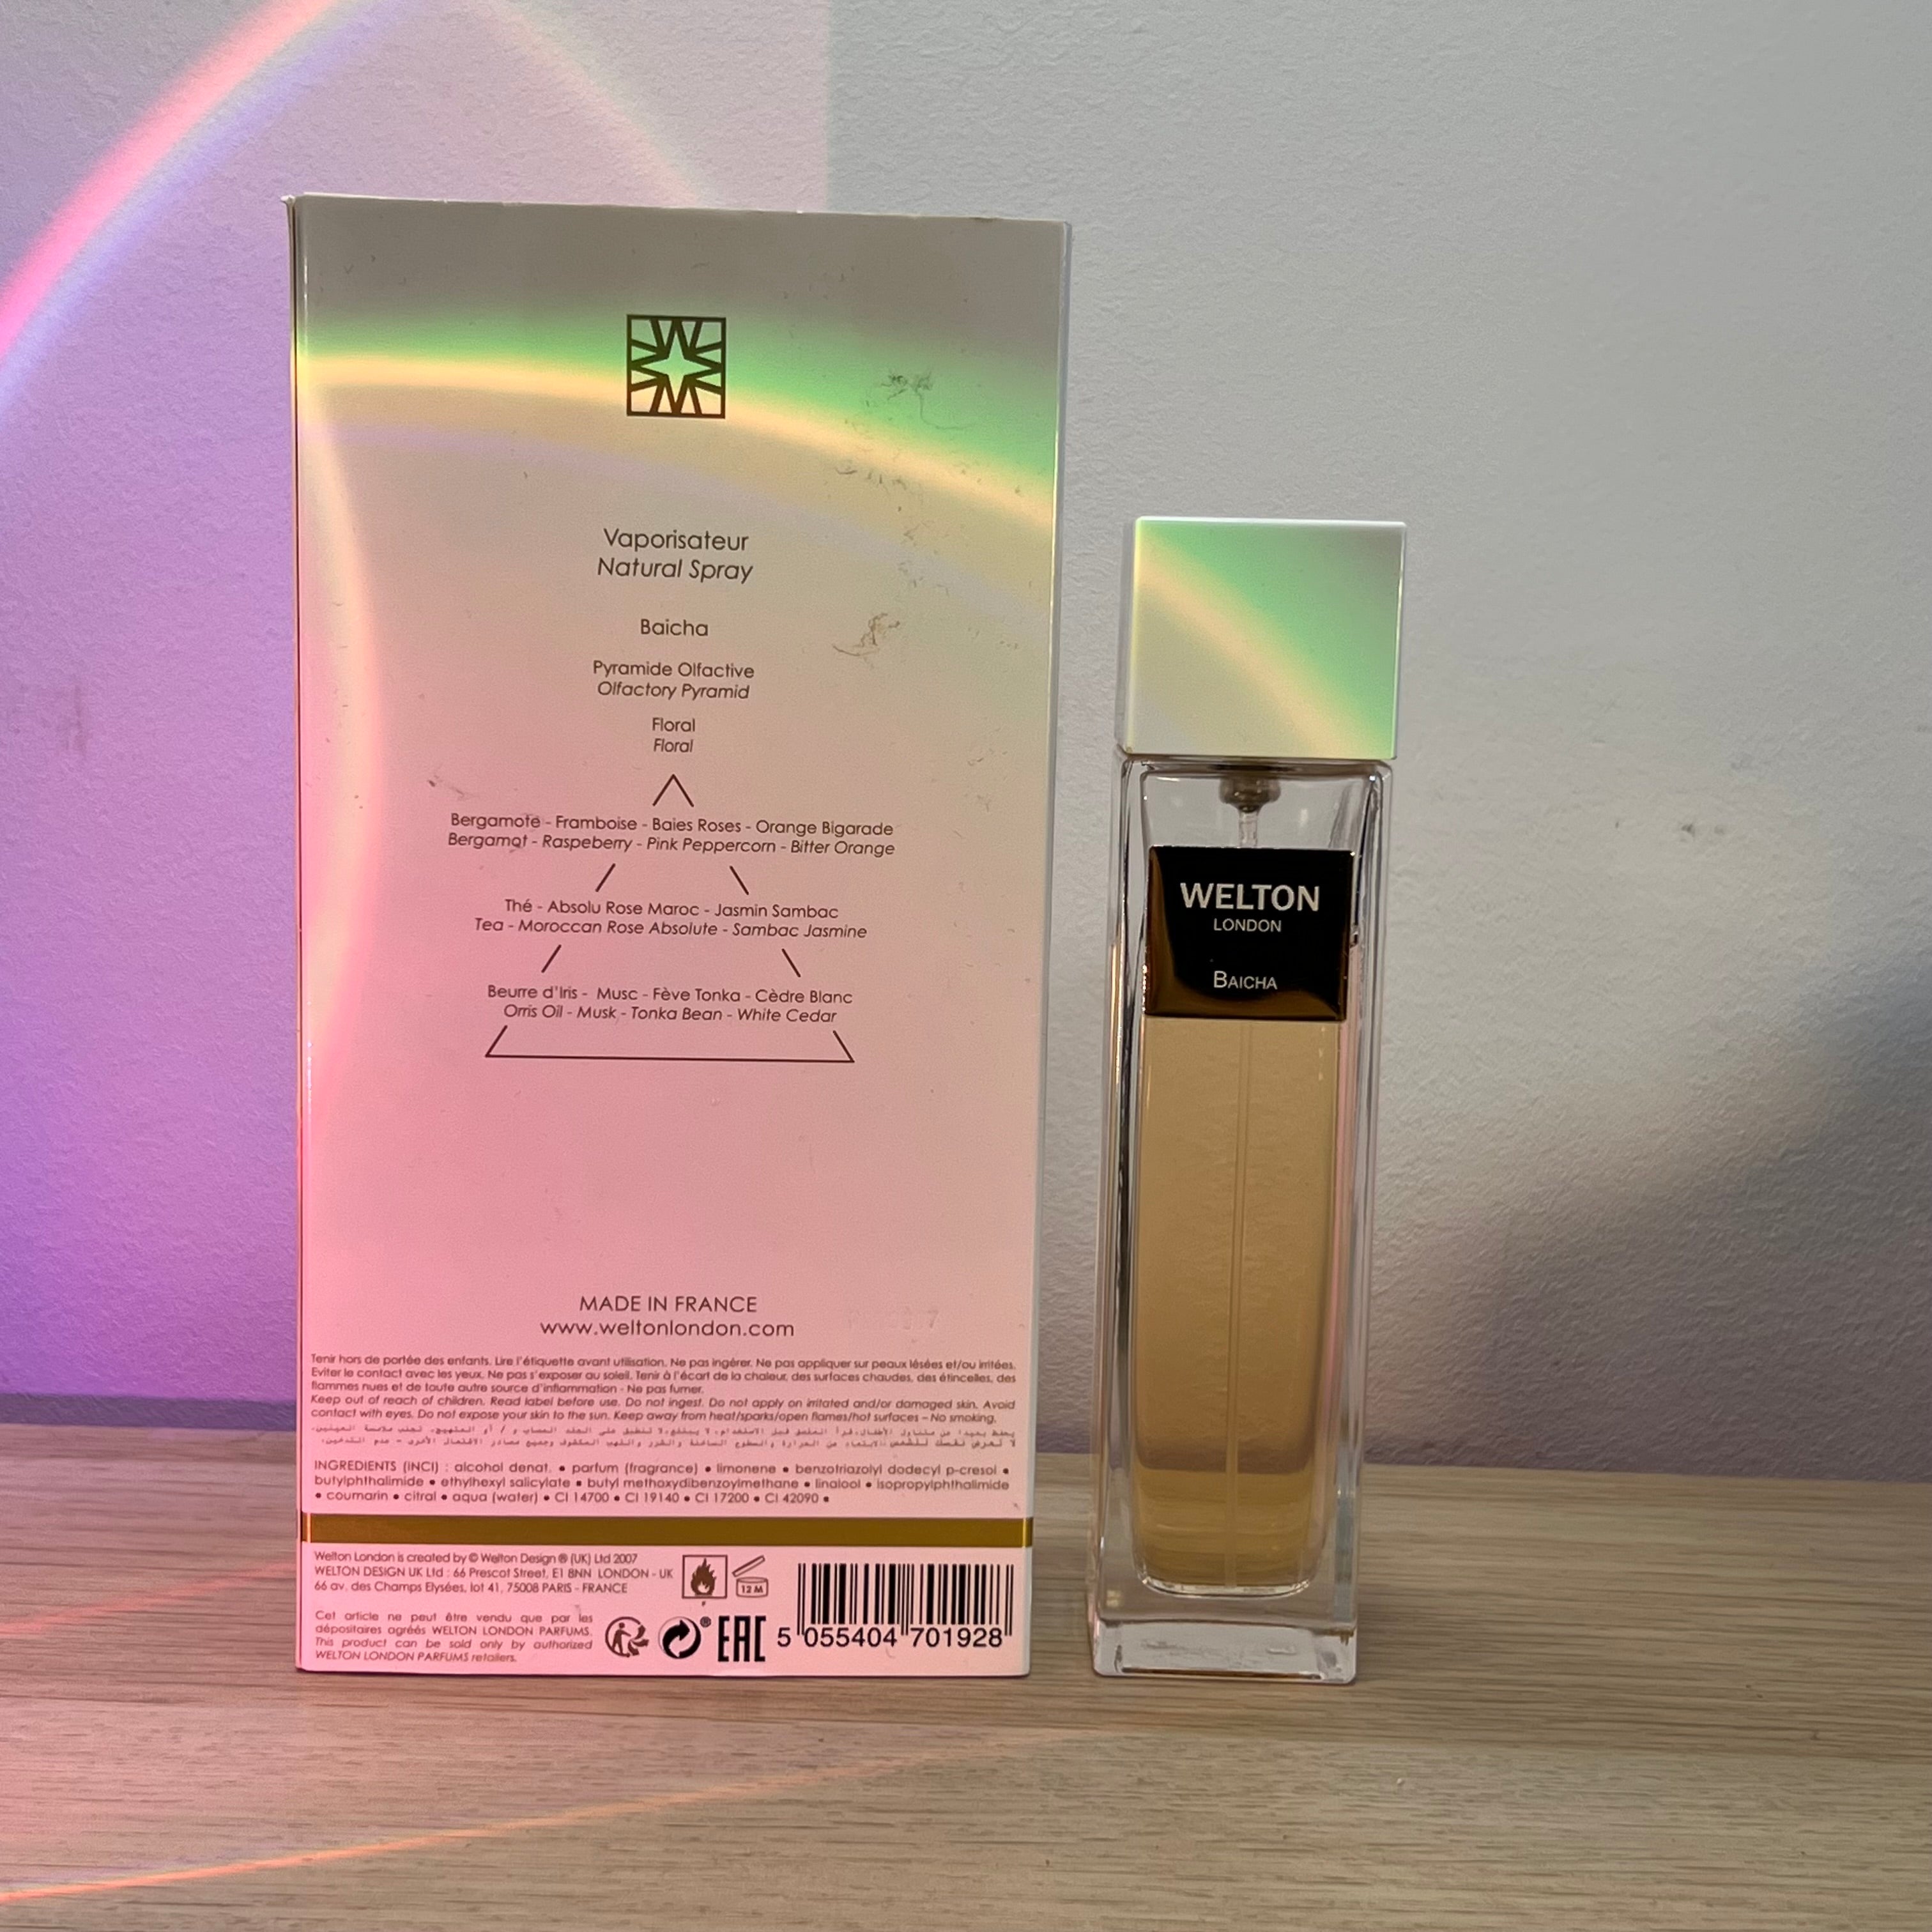 Vaporisateur
Natural Spray
Baicha
Pyramide Olfactive
Olfactory Pyramid
Floral
Floral
Bergamote - Framboise - Baies Roses - Orange Bigarade
Bergamot - Raspeberry - Pink Peppercorn - Bitter Orange
Thé - Absolu Rose Maroc - Jasmin Sambac
Tea - Moroccan Rose Absolute - Sambac Jasmine
Beurre d'Iris - Musc - Fève Tonka - Cèdre Blanc
Orris Oil - Musk - Tonka Bean - White Cedar
MADE IN FRANCE
www.weltonlondon.com
Tenir hors de portée des enfants. Lire l'étiquette avant utilisation. Ne pas ingérer. Ne pas appliquer sur peaux lésées et/ou irritées.
Eviter le contact avec les yeux. Ne pas s'exposer au soleil. Tenir à l'écart de la chaleur, des surfaces chaudes, des étincelles, des
flammes nues et de toute autre source d'inflammation - Ne pas fumer.
Keep out of reach of children. Read label before use. Do not ingest. Do not apply on irritated and/or damaged skin. Avoid
contact with eyes. Do not expose your skin to the sun. Keep away from heat/sparks/open flames/hot surfaces – No smoking.
INGREDIENTS (INCI) : alcohol denat. • parfum (fragrance) • limonene • benzotriazolyl dodecyl p-cresol •
butylphthalimide • ethylhexyl salicylate • butyl methoxydibenzoylmethane • linalool • isopropylphthalimide
• coumarin • citral • aqua (water) • CI 14700 • CI 19140 • CI 17200 • CI 42090 •
Welton London is created by © Welton Design ® (UK) Ltd 2007
WELTON DESIGN UK Ltd : 66 Prescot Street, E1 8NN LONDON - UK
66 av. des Champs Elysées, lot 41, 75008 PARIS - FRANCE
12 M
Cet article ne peut être vendu que par les
dépositaires agréés WELTON LONDON PARFUMS.
This product can be sold only by authorized
WELTON LONDON PARFUMS retailers.
EAC
5 055404 701928
WELTON
LONDON
BAICHA